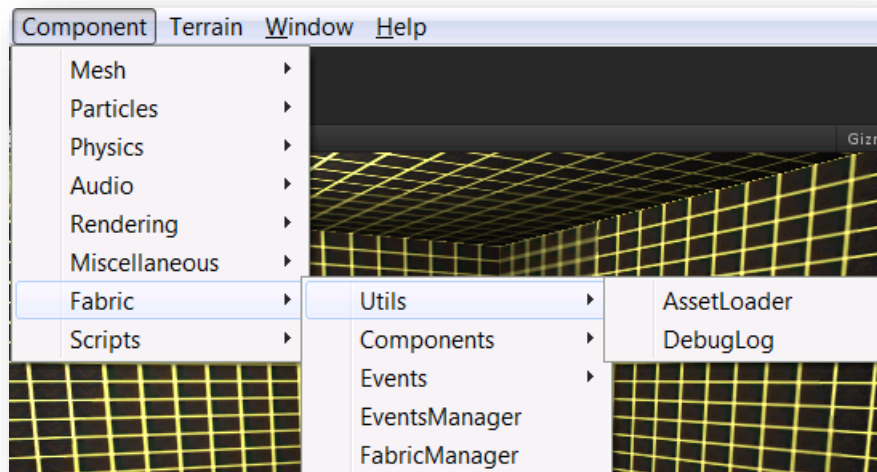 Component Terrain Window Help
Mesh
Particles
Physics
Audio
Rendering
Miscellaneous
Fabric
Scripts
Utils
Components
Events
EventsManager
FabricManager
AssetLoader
DebugLog